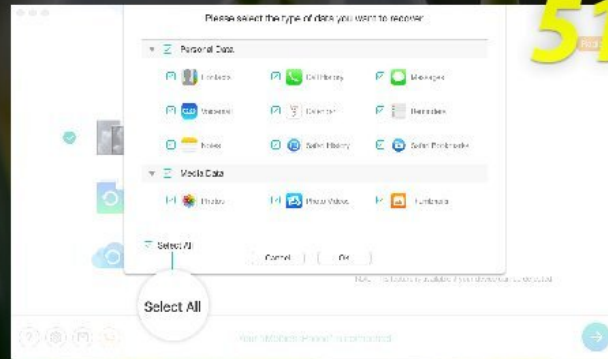 51
Please select the type of data you want to recover
Personal Data
Contacts
Call History
Messages
Voicemail
Calendar
Reminders
Notes
Safari History
Safari Bookmarks
Media Data
Photos
Photo Videos
Thumbnails
Select All
Cancel
Ok
Select All